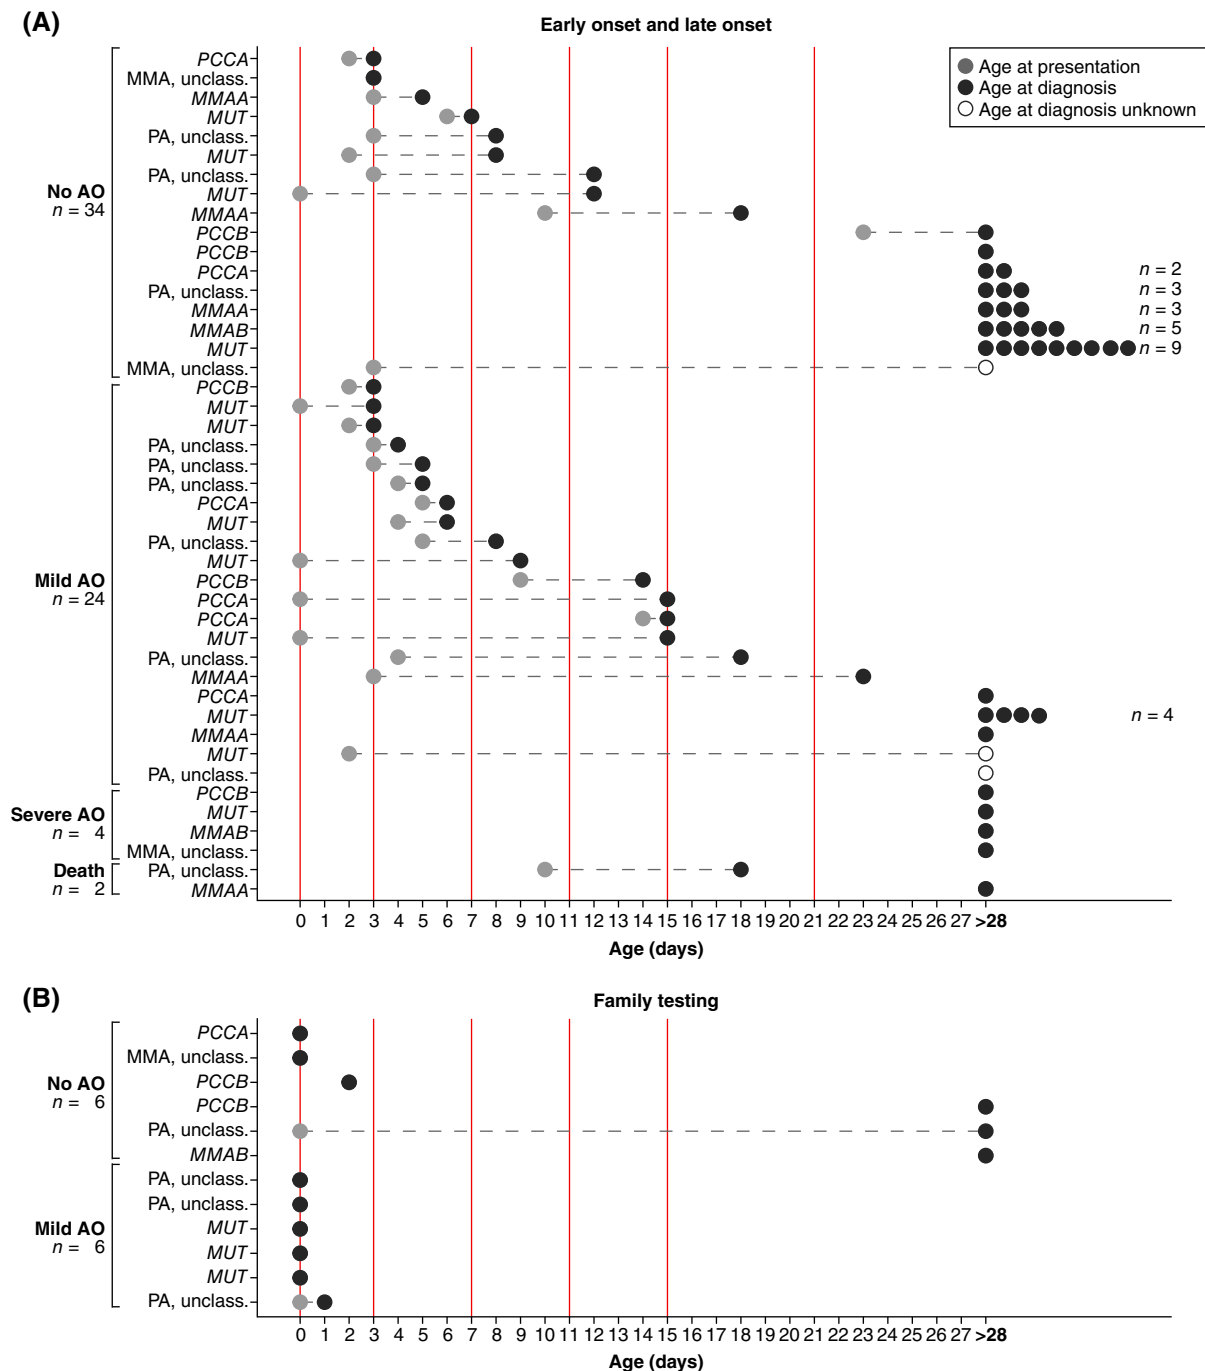 (A)
Early onset and late onset
Age at presentation
Age at diagnosis
Age at diagnosis unknown
No AO
n = 34
PCCA
MMA, unclass.
MMAA
MUT
PA, unclass.
MUT
PA, unclass.
MUT
MMAA
PCCB
PCCB
PCCA n = 2
PA, unclass. n = 3
MMAA n = 3
MMAB n = 5
MUT n = 9
MMA, unclass.
Mild AO
n = 24
PCCB
MUT
MUT
PA, unclass.
PA, unclass.
PA, unclass.
PCCA
MUT
PA, unclass.
MUT
PCCB
PCCA
PCCA
MUT
PA, unclass.
MMAA
PCCA
MUT n = 4
MMAA
MUT
PA, unclass.
Severe AO
n = 4
PCCB
MUT
MMAB
MMA, unclass.
Death
n = 2
PA, unclass.
MMAA
0 1 2 3 4 5 6 7 8 9 10 11 12 13 14 15 16 17 18 19 20 21 22 23 24 25 26 27 >28
Age (days)
(B)
Family testing
No AO
n = 6
PCCA
MMA, unclass.
PCCB
PCCB
PA, unclass.
MMAB
Mild AO
n = 6
PA, unclass.
PA, unclass.
MUT
MUT
MUT
PA, unclass.
0 1 2 3 4 5 6 7 8 9 10 11 12 13 14 15 16 17 18 19 20 21 22 23 24 25 26 27 >28
Age (days)